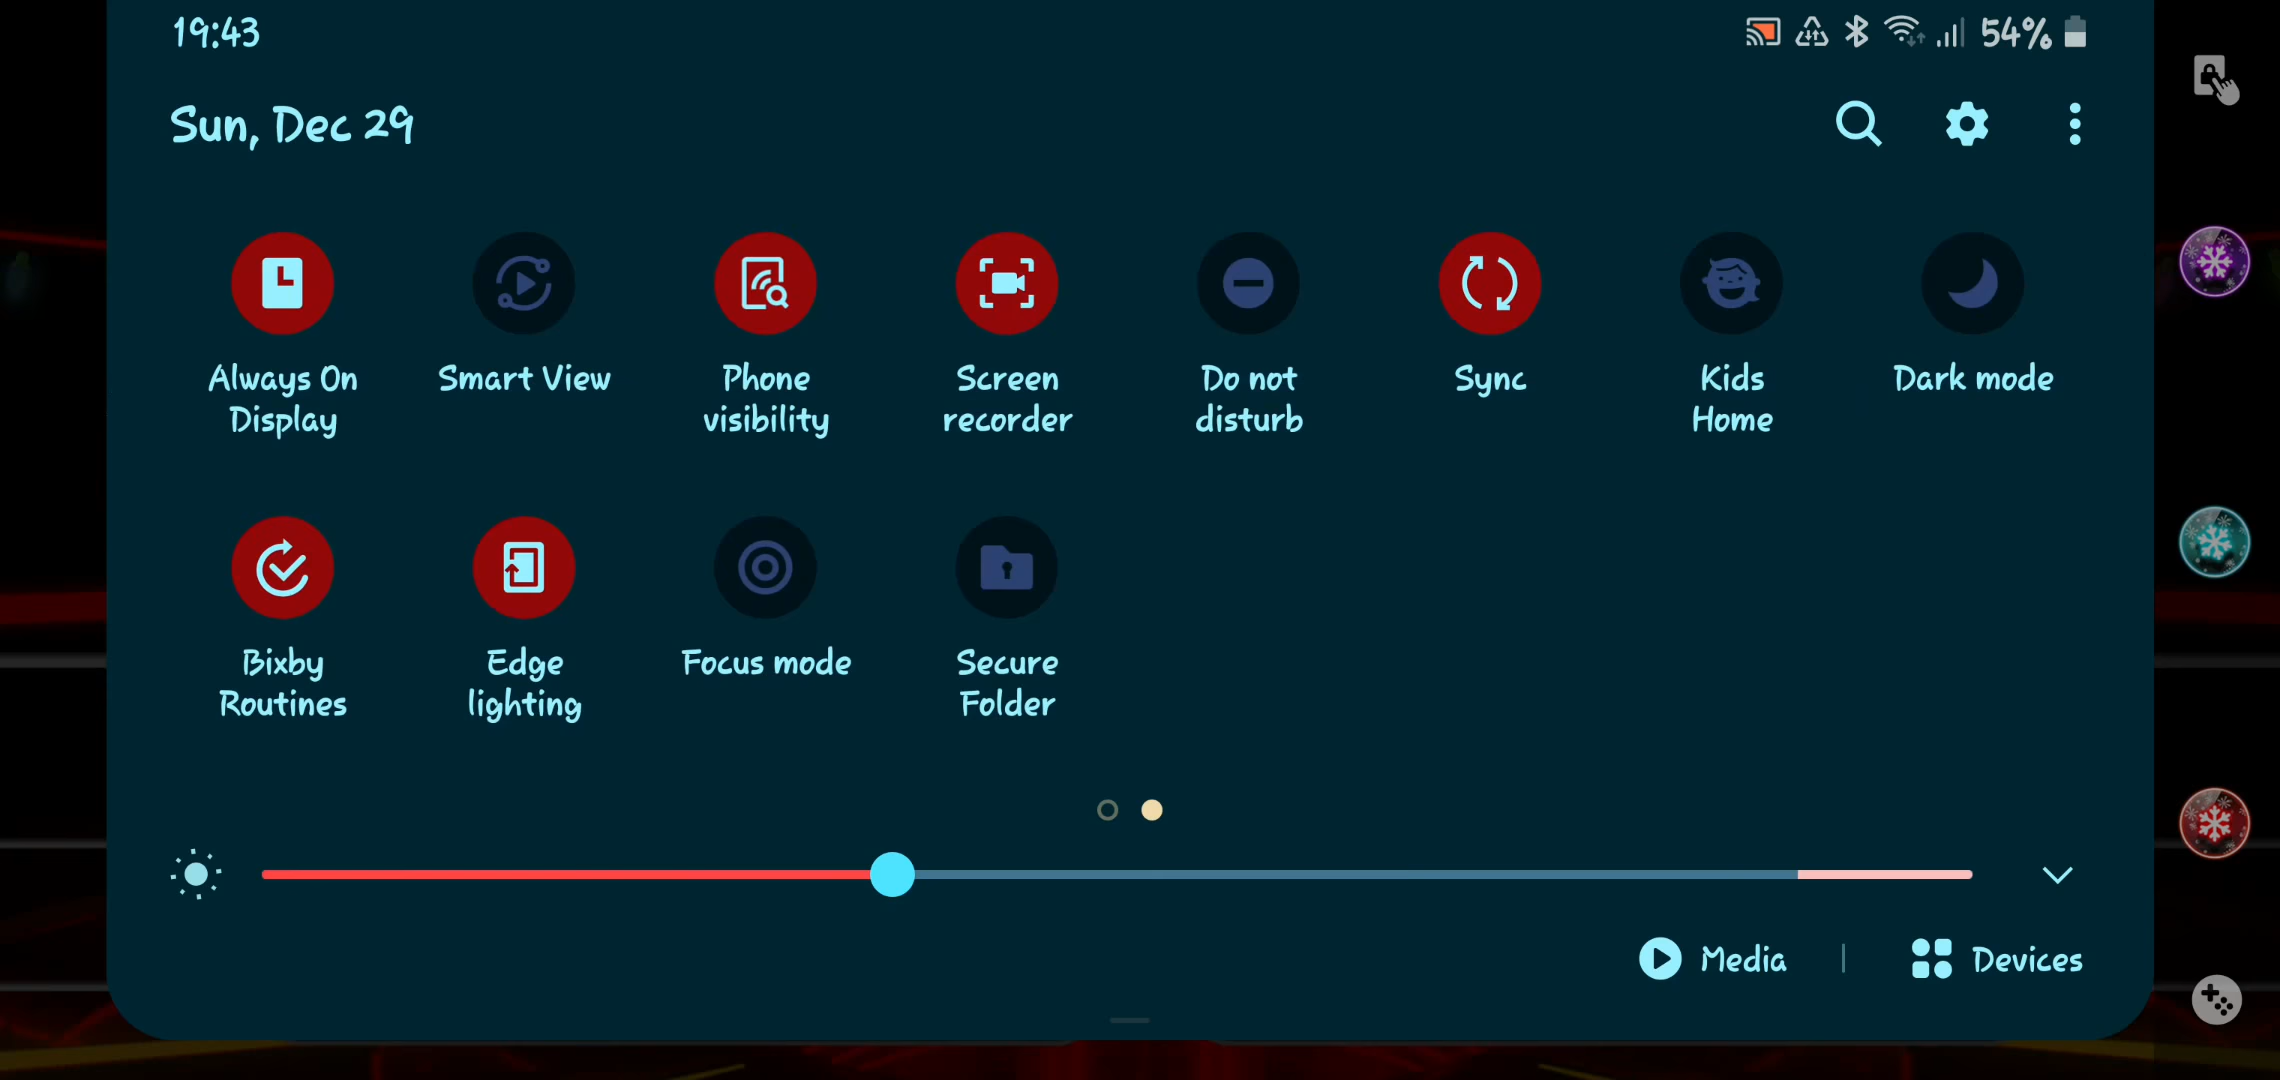 19:43
54%
Sun, Dec 29
Always On
Display
Smart View
Phone
visibility
Screen
recorder
Do not
disturb
Sync
Kids
Home
Dark mode
Bixby
Routines
Edge
lighting
Focus mode
Secure
Folder
Media
Devices